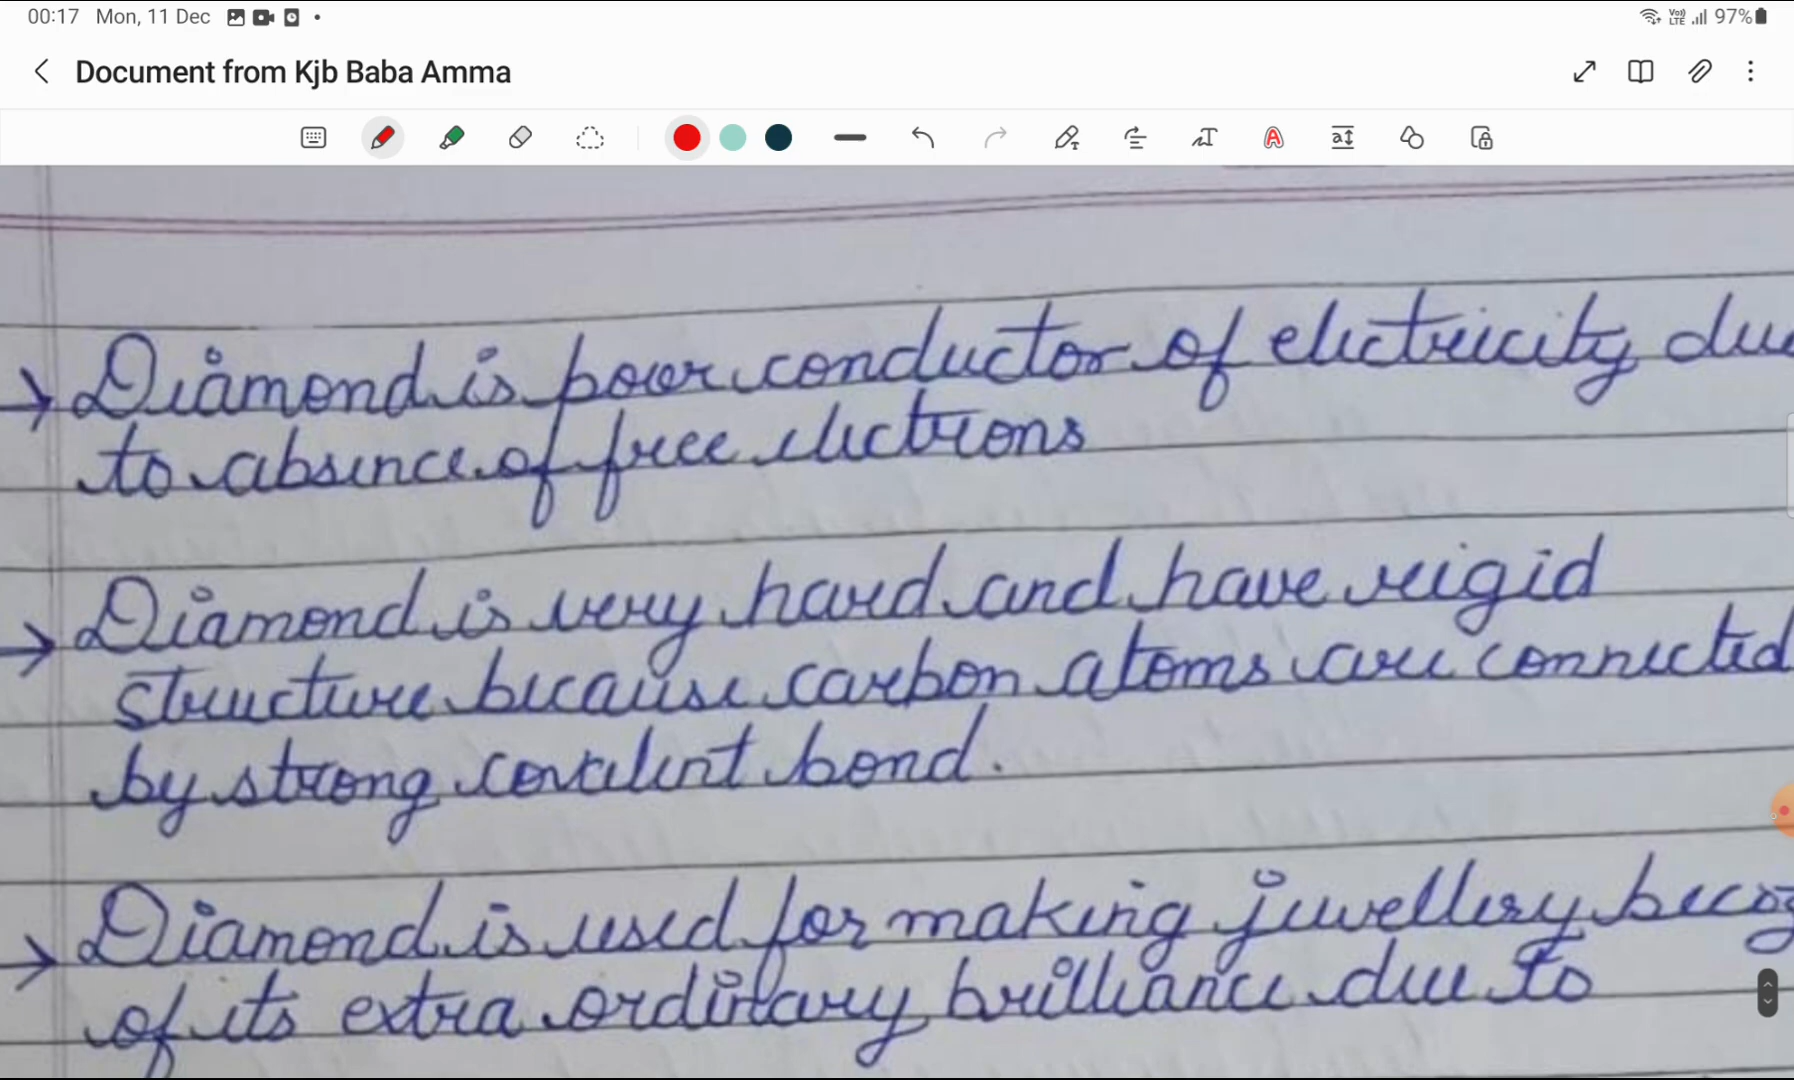 00:17 Mon, 11 Dec 97%
Document from Kjb Baba Amma
→ Diamond is poor conductor of electricity due
to absence of free electrons
→ Diamond is very hard and have rigid
structure because carbon atoms are connected
by strong covalent bond.
→ Diamond is used for making jewellery becoz
of its extra ordinary brilliance due to